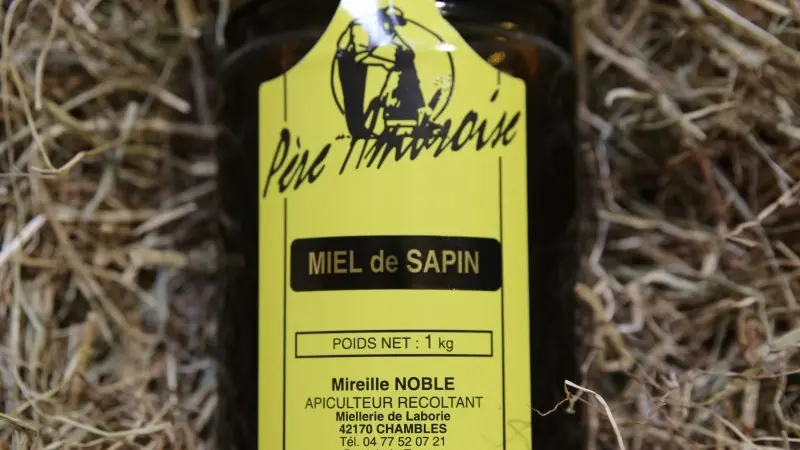 Père Ambroise
MIEL de SAPIN
POIDS NET : 1 kg
Mireille NOBLE
APICULTEUR RECOLTANT
Miellerie de Laborie
42170 CHAMBLES
Tél. 04 77 52 07 21